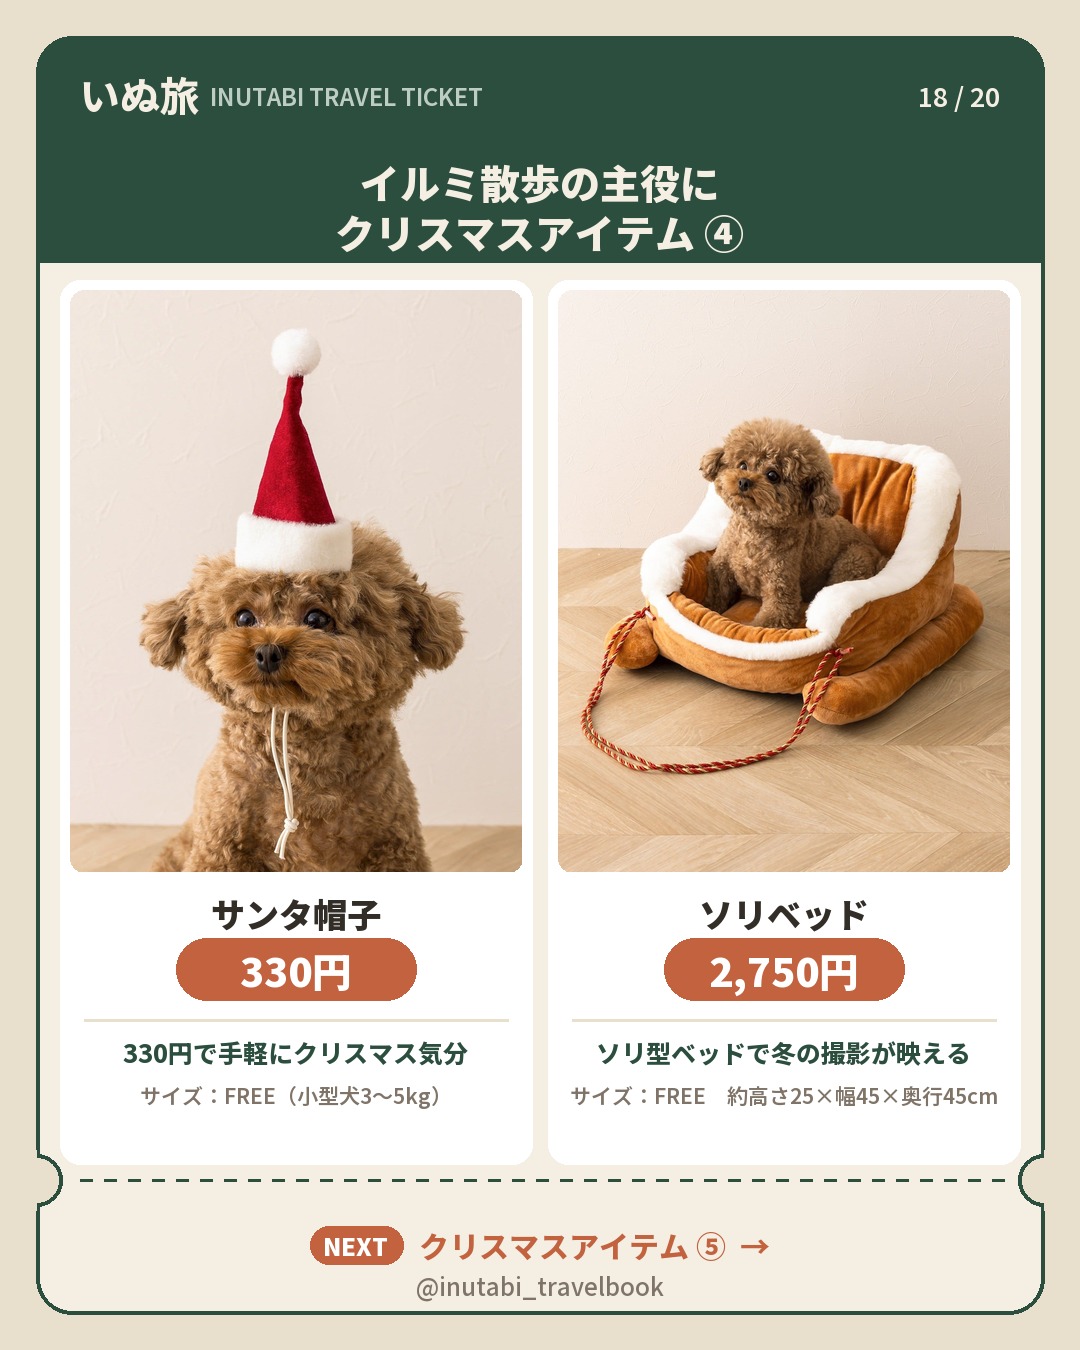 いぬ旅 INUTABI TRAVEL TICKET
18 / 20
イルミ散歩の主役に
クリスマスアイテム ④
サンタ帽子
330円
330円で手軽にクリスマス気分
サイズ：FREE（小型犬3〜5kg）
ソリベッド
2,750円
ソリ型ベッドで冬の撮影が映える
サイズ：FREE　約高さ25×幅45×奥行45cm
NEXT クリスマスアイテム ⑤ →
@inutabi_travelbook